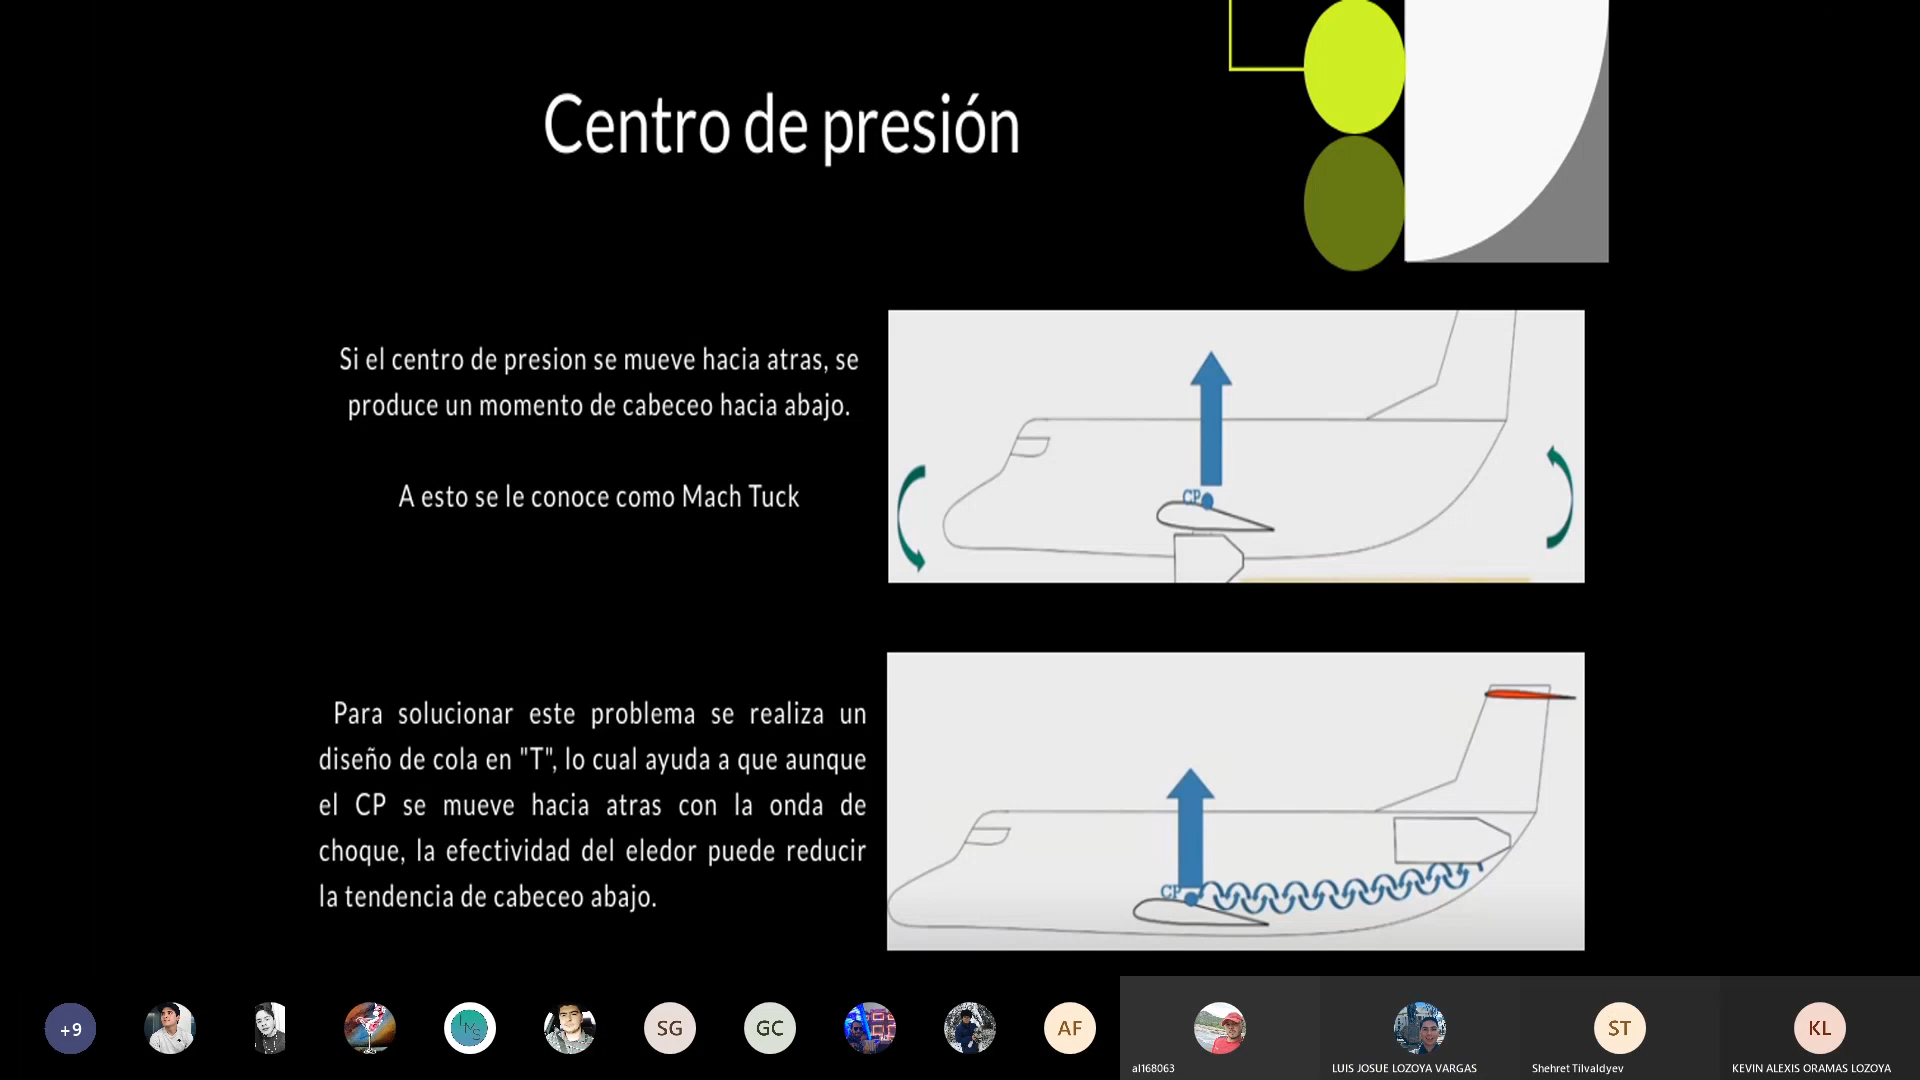 Centro de presión
Si el centro de presion se mueve hacia atras, se
produce un momento de cabeceo hacia abajo.
A esto se le conoce como Mach Tuck
CP
Para solucionar este problema se realiza un
diseño de cola en "T", lo cual ayuda a que aunque
el CP se mueve hacia atras con la onda de
choque, la efectividad del eledor puede reducir
la tendencia de cabeceo abajo.
CP
+9
IMS
SG
GC
AF
ST
KL
al168063
LUIS JOSUE LOZOYA VARGAS
Shehret Tilvaldyev
KEVIN ALEXIS ORAMAS LOZOYA